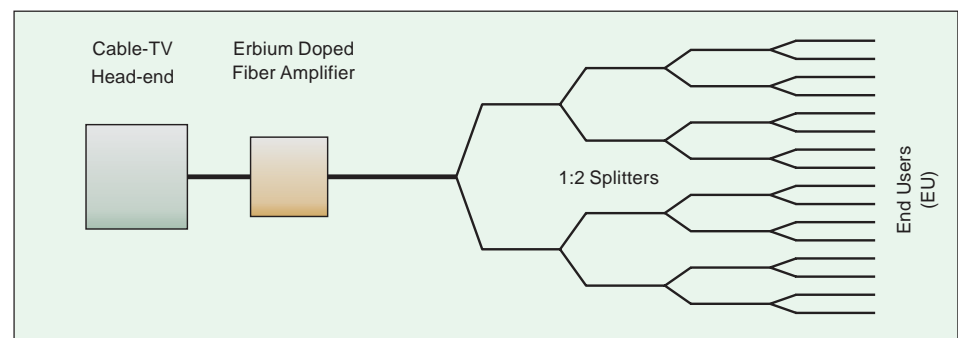 Cable-TV
Head-end
Erbium Doped
Fiber Amplifier
1:2 Splitters
End Users
(EU)